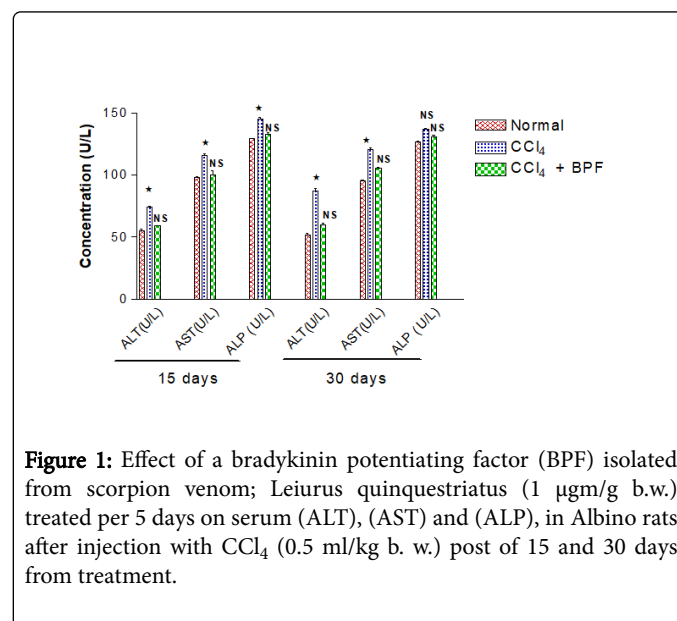 150
100
50
0
Concentration (U/L)
★
NS
★
NS
★
NS
★
NS
★
NS
NS
NS
Normal
CCl4
CCl4 + BPF
ALT(U/L)
AST(U/L)
ALP ( U/L)
ALT(U/L)
AST(U/L)
ALP ( U/L)
15 days
30 days
Figure 1: Effect of a bradykinin potentiating factor (BPF) isolated
from scorpion venom; Leiurus quinquestriatus (1 µgm/g b.w.)
treated per 5 days on serum (ALT), (AST) and (ALP), in Albino rats
after injection with CCl4 (0.5 ml/kg b. w.) post of 15 and 30 days
from treatment.